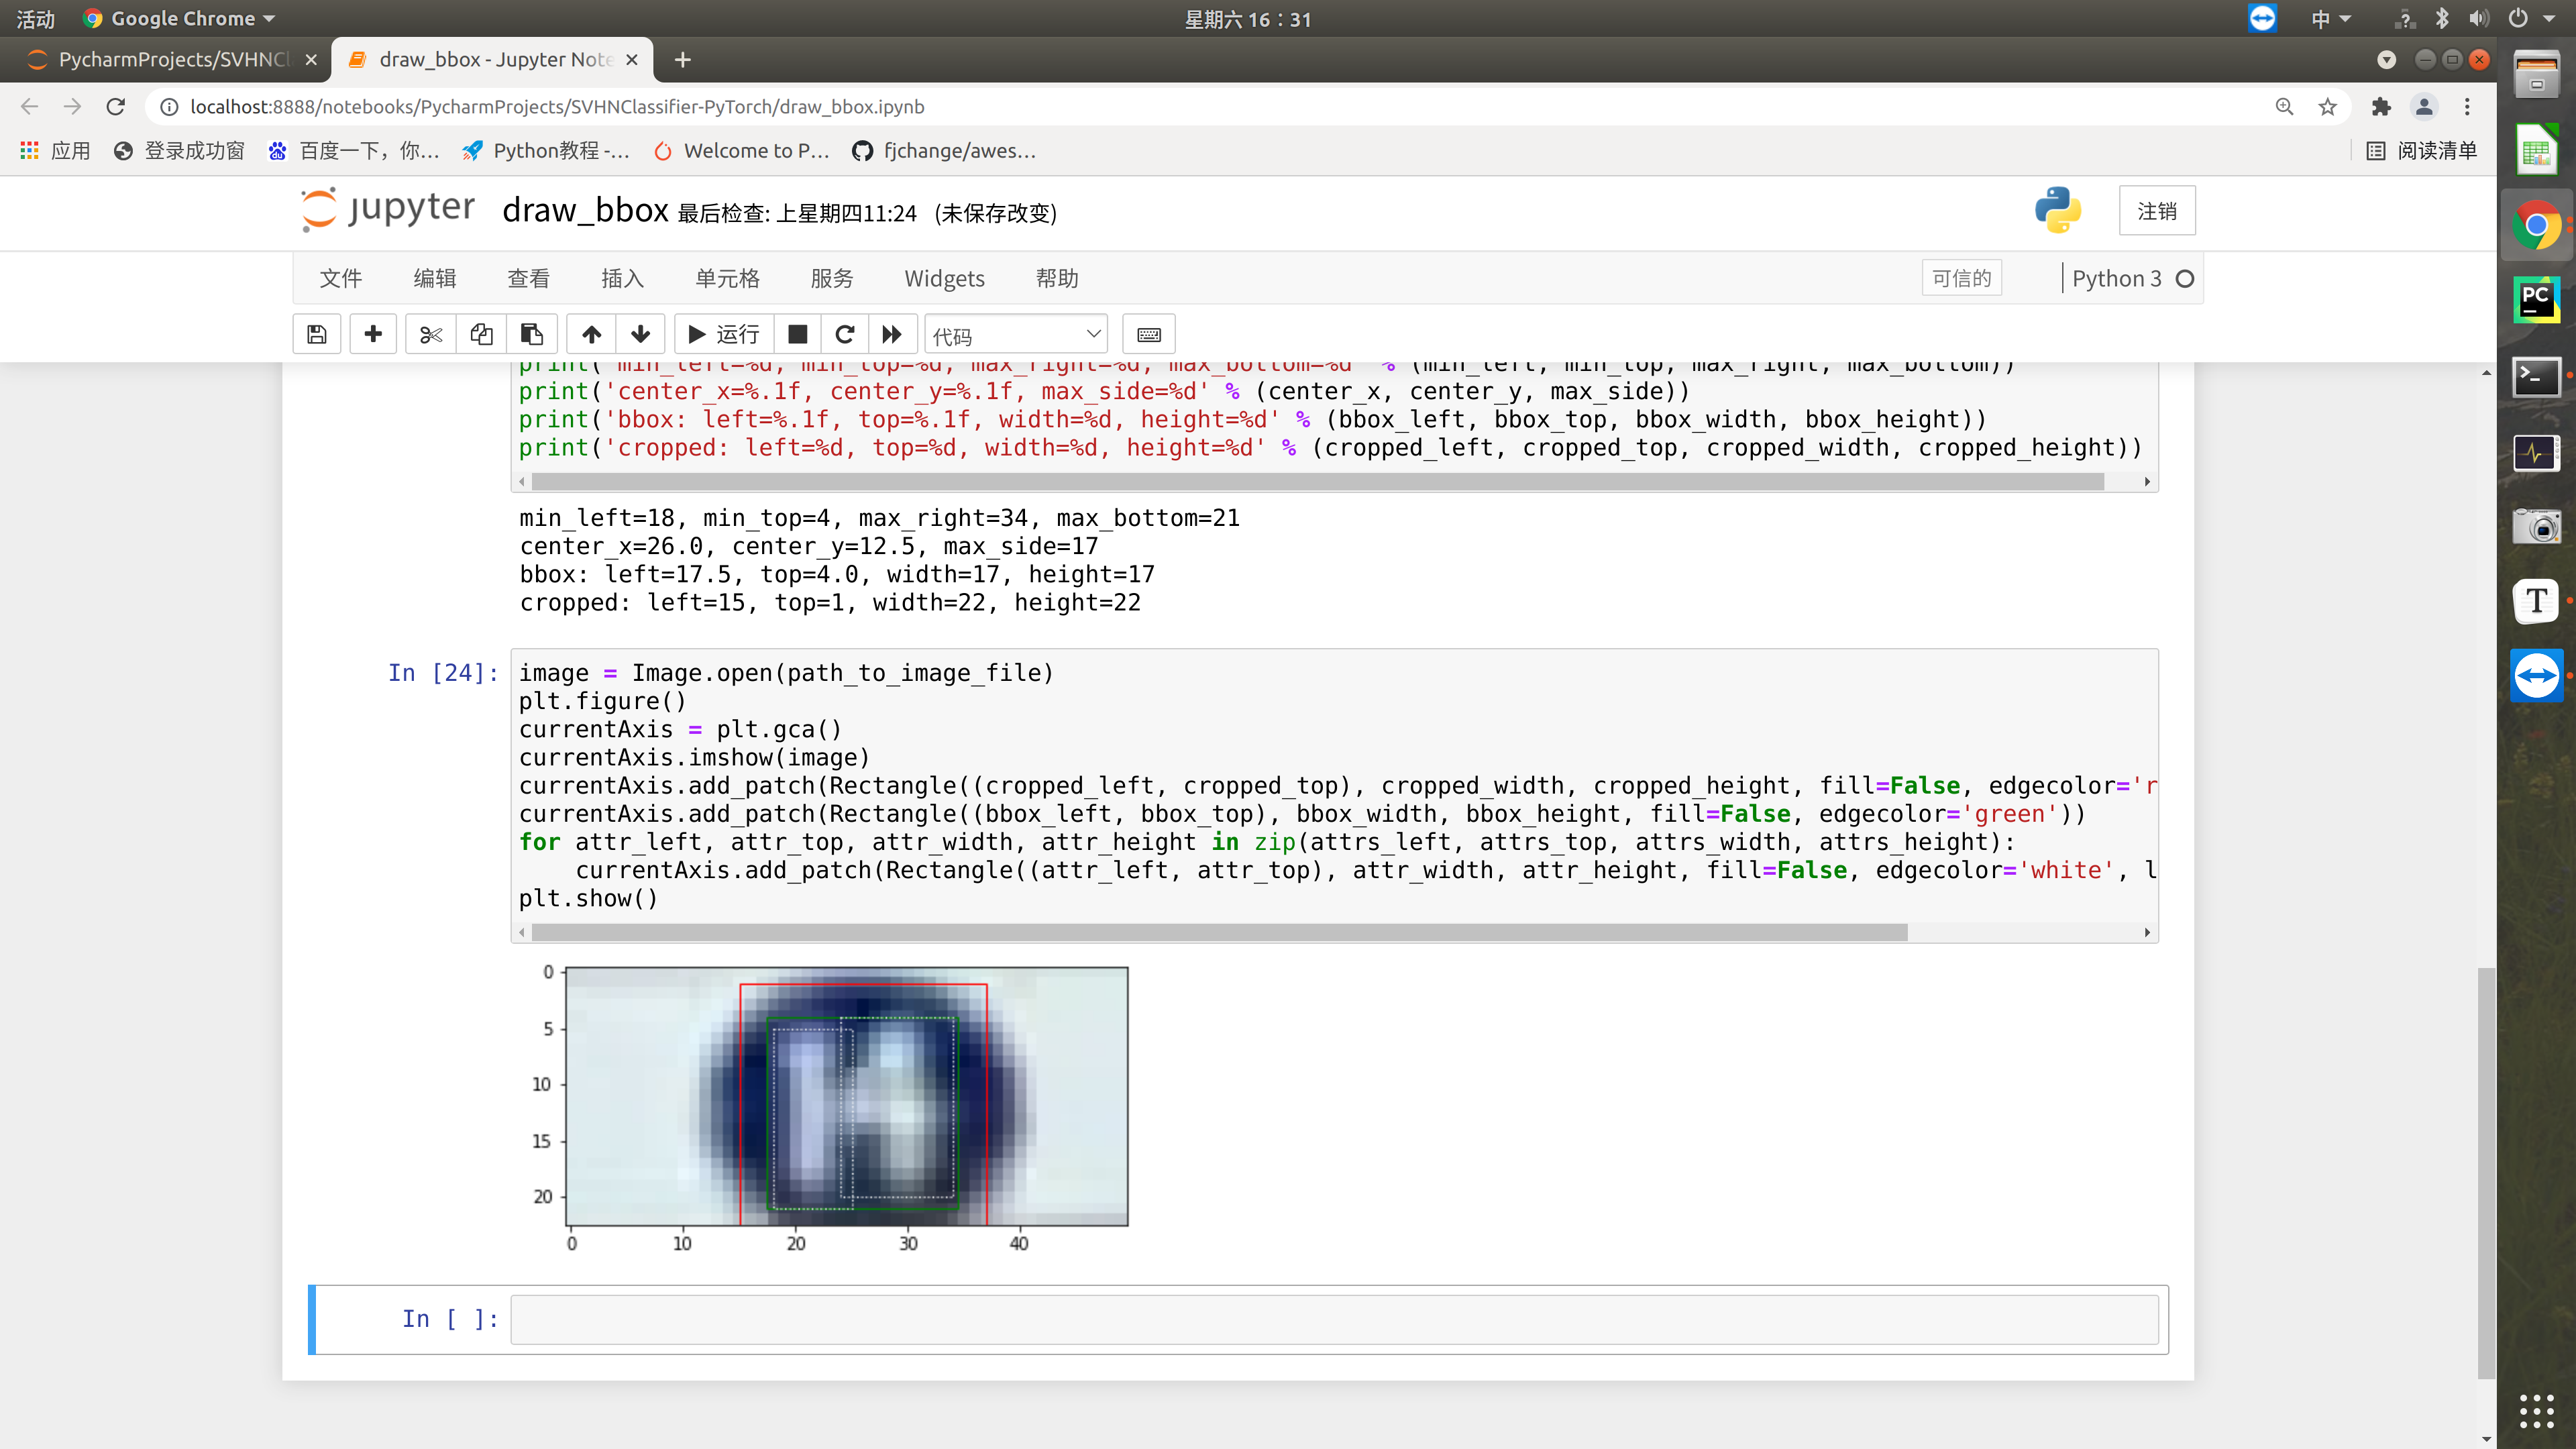 活动 Google Chrome 星期六 16：31 中
PycharmProjects/SVHNCl draw_bbox - Jupyter Note
localhost:8888/notebooks/PycharmProjects/SVHNClassifier-PyTorch/draw_bbox.ipynb
应用 登录成功窗 百度一下，你… Python教程 -… Welcome to P… fjchange/awes… 阅读清单
jupyter draw_bbox 最后检查: 上星期四11:24 (未保存改变) 注销
文件 编辑 查看 插入 单元格 服务 Widgets 帮助 可信的 Python 3
运行 代码
print('min_left=%d, min_top=%d, max_right=%d, max_bottom=%d' % (min_left, min_top, max_right, max_bottom))
print('center_x=%.1f, center_y=%.1f, max_side=%d' % (center_x, center_y, max_side))
print('bbox: left=%.1f, top=%.1f, width=%d, height=%d' % (bbox_left, bbox_top, bbox_width, bbox_height))
print('cropped: left=%d, top=%d, width=%d, height=%d' % (cropped_left, cropped_top, cropped_width, cropped_height))
min_left=18, min_top=4, max_right=34, max_bottom=21
center_x=26.0, center_y=12.5, max_side=17
bbox: left=17.5, top=4.0, width=17, height=17
cropped: left=15, top=1, width=22, height=22
In [24]: image = Image.open(path_to_image_file)
plt.figure()
currentAxis = plt.gca()
currentAxis.imshow(image)
currentAxis.add_patch(Rectangle((cropped_left, cropped_top), cropped_width, cropped_height, fill=False, edgecolor='r
currentAxis.add_patch(Rectangle((bbox_left, bbox_top), bbox_width, bbox_height, fill=False, edgecolor='green'))
for attr_left, attr_top, attr_width, attr_height in zip(attrs_left, attrs_top, attrs_width, attrs_height):
    currentAxis.add_patch(Rectangle((attr_left, attr_top), attr_width, attr_height, fill=False, edgecolor='white', l
plt.show()
0
5
10
15
20
0 10 20 30 40
In [ ]: